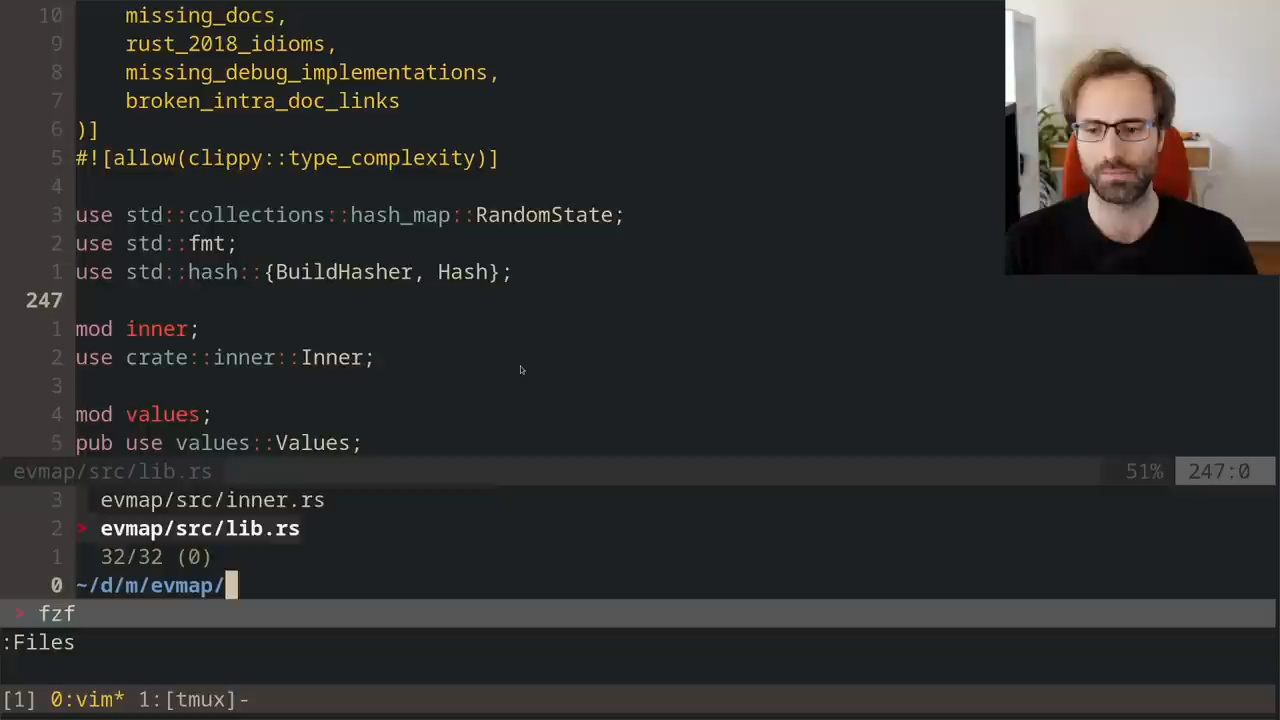 10 missing_docs,
9 rust_2018_idioms,
8 missing_debug_implementations,
7 broken_intra_doc_links
6 )]
5 #![allow(clippy::type_complexity)]
4
3 use std::collections::hash_map::RandomState;
2 use std::fmt;
1 use std::hash::{BuildHasher, Hash};
247
1 mod inner;
2 use crate::inner::Inner;
3
4 mod values;
5 pub use values::Values;
evmap/src/lib.rs 51% 247:0
3 evmap/src/inner.rs
2 > evmap/src/lib.rs
1 32/32 (0)
0 ~/d/m/evmap/
> fzf
:Files
[1] 0:vim* 1:[tmux]-